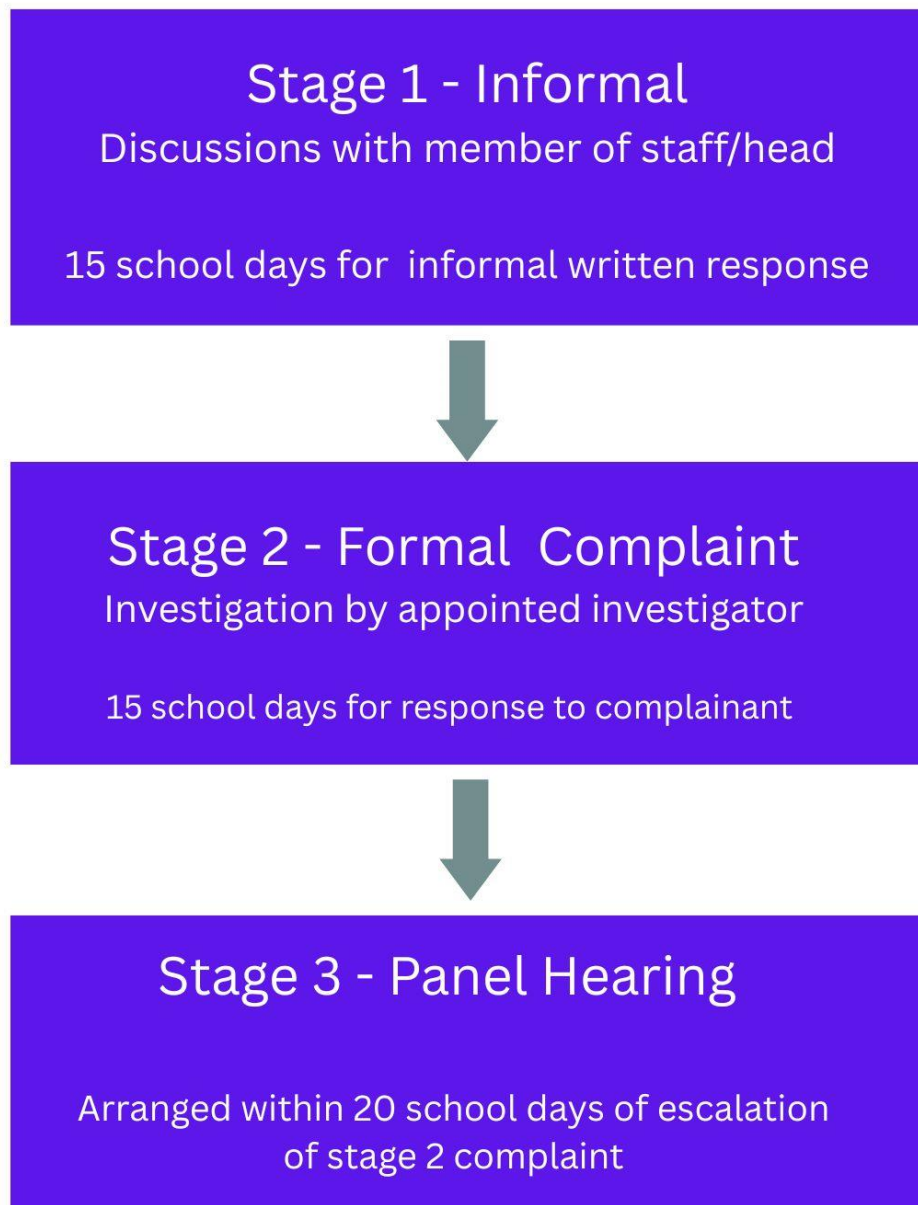 Stage 1 - Informal
Discussions with member of staff/head
15 school days for  informal written response
Stage 2 - Formal  Complaint
Investigation by appointed investigator
15 school days for response to complainant
Stage 3 - Panel Hearing
Arranged within 20 school days of escalation
of stage 2 complaint